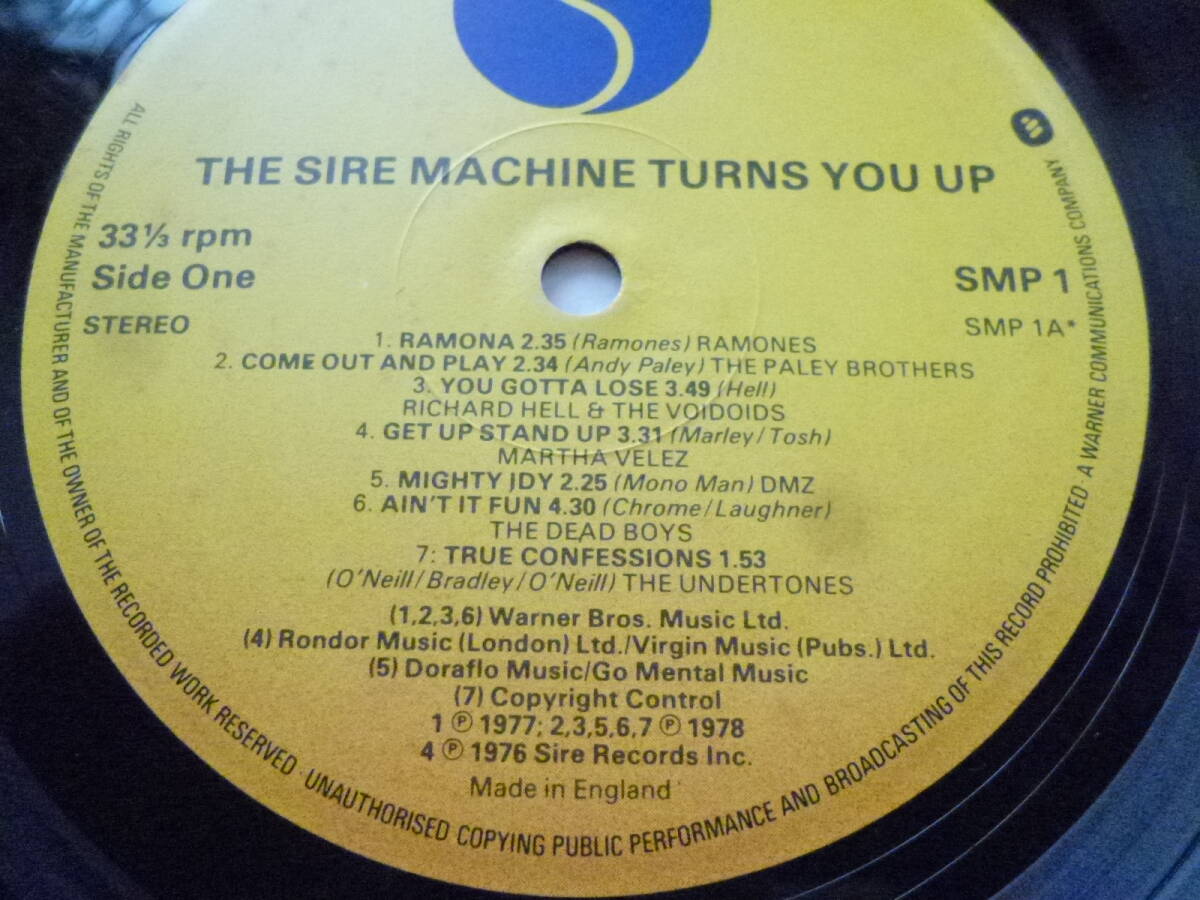 THE SIRE MACHINE TURNS YOU UP
33⅓ rpm
Side One
STEREO
SMP 1
SMP 1A*
1. RAMONA 2.35 (Ramones) RAMONES
2. COME OUT AND PLAY 2.34 (Andy Paley) THE PALEY BROTHERS
3. YOU GOTTA LOSE 3.49 (Hell)
RICHARD HELL & THE VOIDOIDS
4. GET UP STAND UP 3.31 (Marley/Tosh)
MARTHA VELEZ
5. MIGHTY IDY 2.25 (Mono Man) DMZ
6. AIN'T IT FUN 4.30 (Chrome/Laughner)
THE DEAD BOYS
7: TRUE CONFESSIONS 1.53
(O'Neill/Bradley/O'Neill) THE UNDERTONES
(1,2,3,6) Warner Bros. Music Ltd.
(4) Rondor Music (London) Ltd./Virgin Music (Pubs.) Ltd.
(5) Doraflo Music/Go Mental Music
(7) Copyright Control
1 ℗ 1977; 2,3,5,6,7 ℗ 1978
4 ℗ 1976 Sire Records Inc.
Made in England
ALL RIGHTS OF THE MANUFACTURER AND OF THE OWNER OF THE RECORDED WORK RESERVED · UNAUTHORISED COPYING PUBLIC PERFORMANCE AND BROADCASTING OF THIS RECORD PROHIBITED · A WARNER COMMUNICATIONS COMPANY